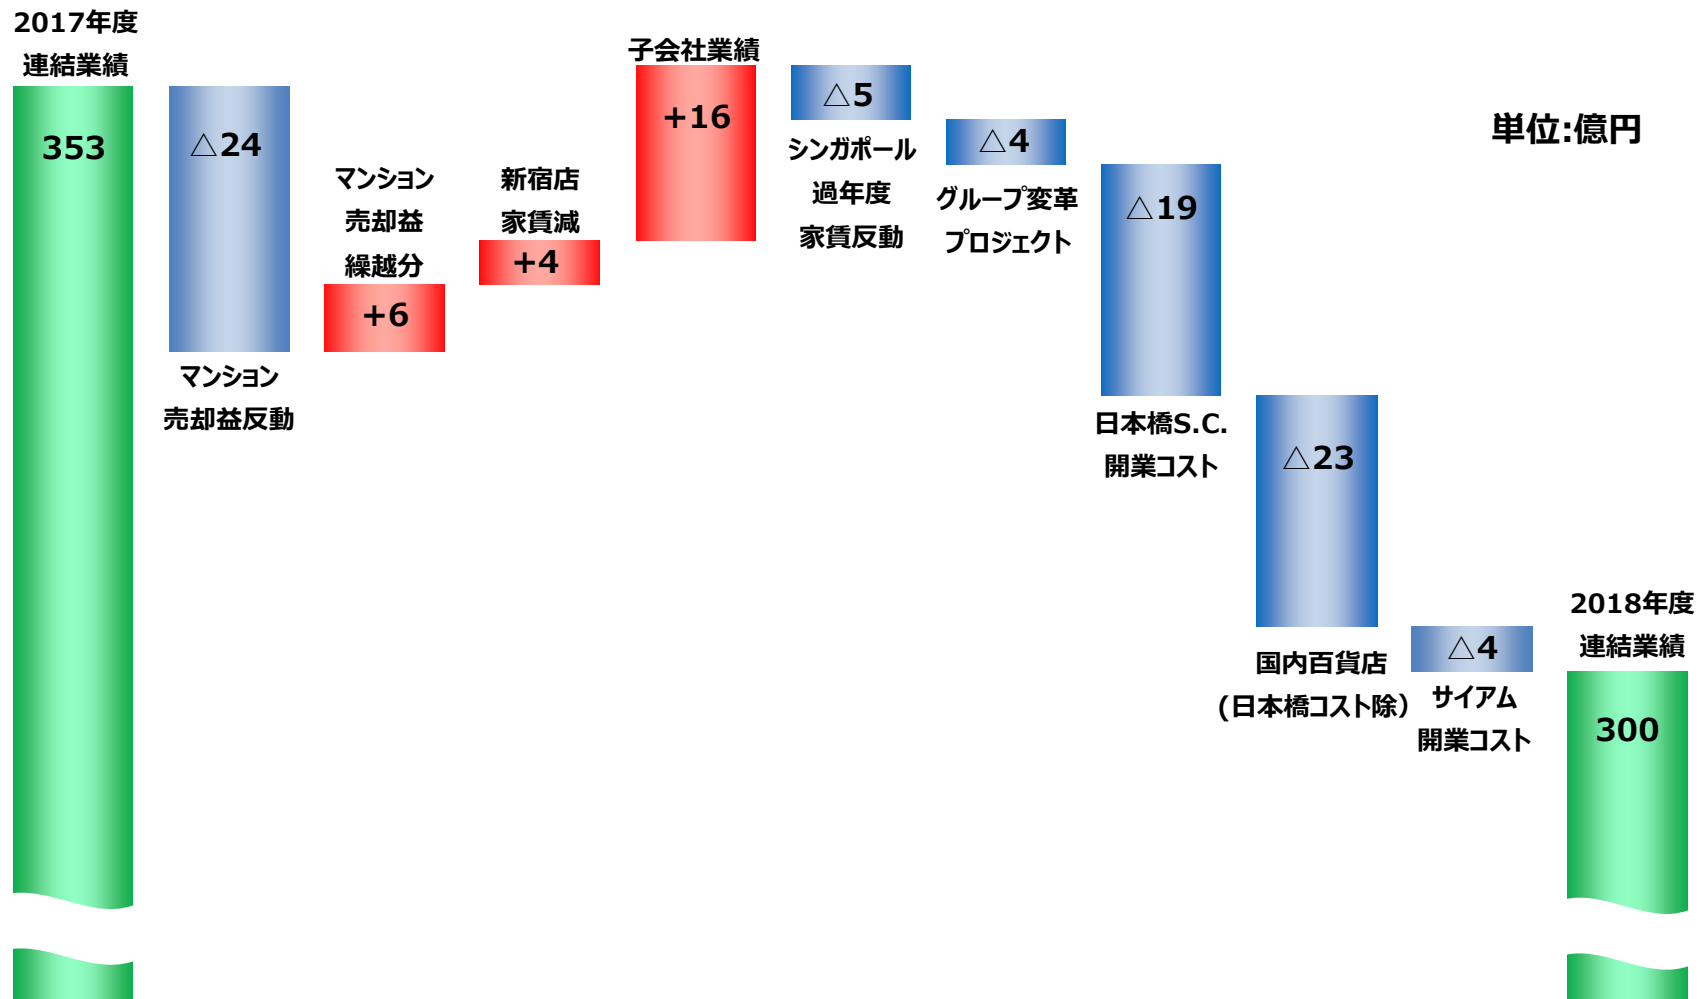 2017年度
連結業績
353
△24
マンション
売却益反動
マンション
売却益
繰越分
+6
新宿店
家賃減
+4
子会社業績
+16
△5
シンガポール
過年度
家賃反動
△4
グループ変革
プロジェクト
△19
日本橋S.C.
開業コスト
△23
国内百貨店
(日本橋コスト除)
△4
サイアム
開業コスト
2018年度
連結業績
300
単位:億円